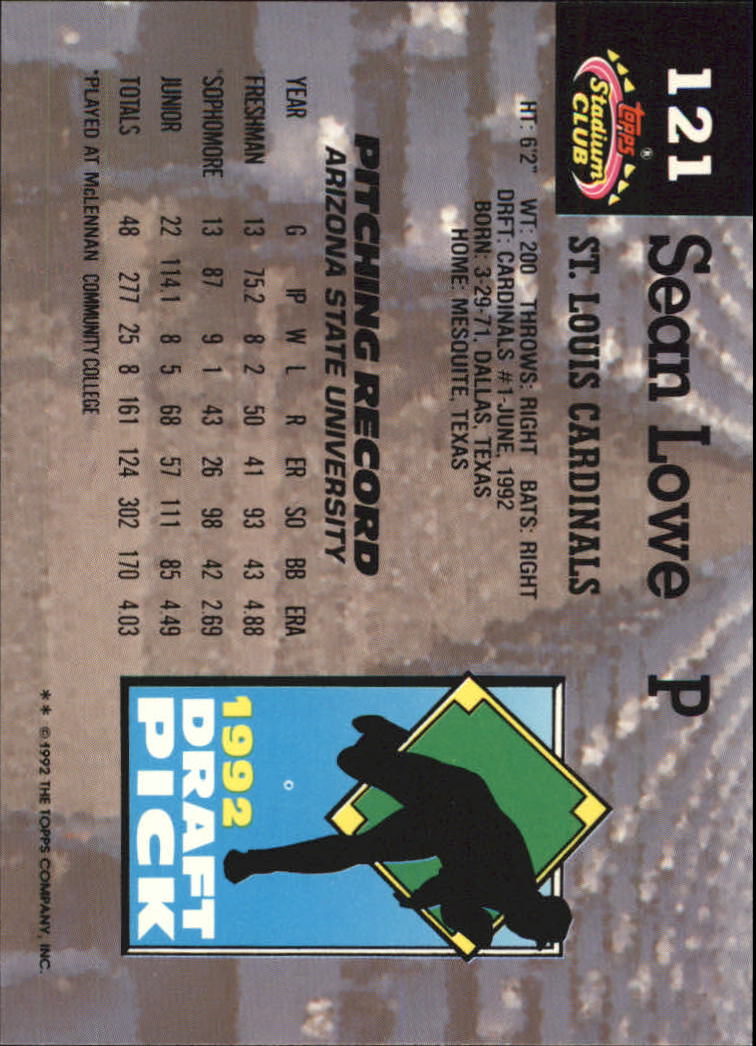 121
topps®
Stadium
CLUB
Sean Lowe P
ST. LOUIS CARDINALS
HT: 6'2" WT: 200 THROWS: RIGHT BATS: RIGHT
DRFT: CARDINALS #1-JUNE, 1992
BORN: 3-29-71, DALLAS, TEXAS
HOME: MESQUITE, TEXAS
PITCHING RECORD
ARIZONA STATE UNIVERSITY
YEAR G IP W L R ER SO BB ERA
FRESHMAN 13 75.2 8 2 50 41 93 43 4.88
*SOPHOMORE 13 87 9 1 43 26 98 42 2.69
JUNIOR 22 114.1 8 5 68 57 111 85 4.49
TOTALS 48 277 25 8 161 124 302 170 4.03
*PLAYED AT McLENNAN COMMUNITY COLLEGE
1992
DRAFT
PICK
** ©1992 THE TOPPS COMPANY, INC.